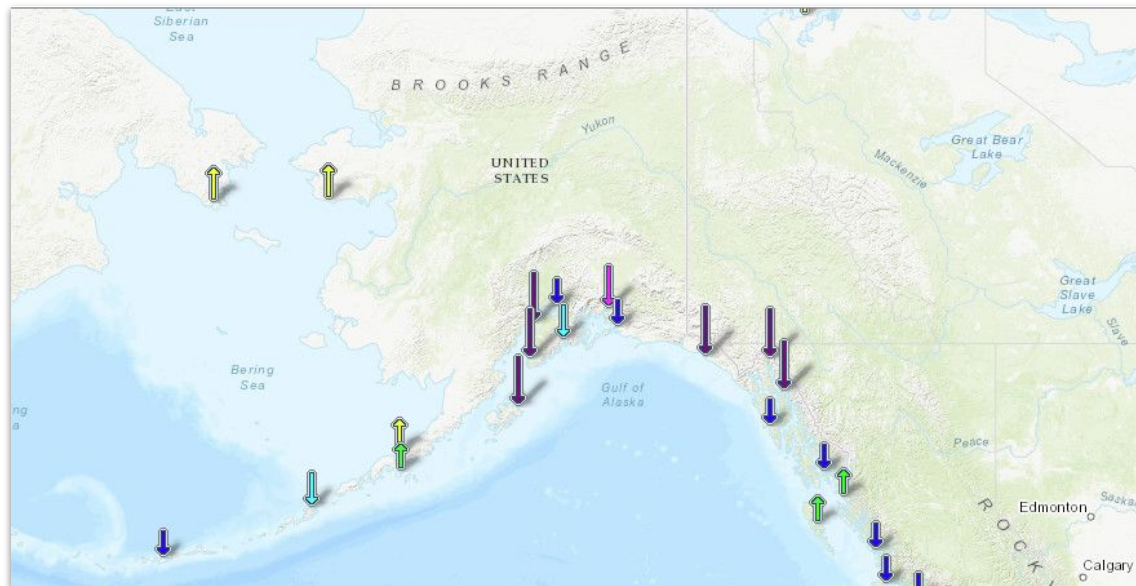 Siberian
Sea
BROOKS RANGE
Yukon
Great Bear
Lake
UNITED
STATES
Mackenzie
Great
Slave
Lake
Slave
Bering
Sea
Gulf of
Alaska
Peace
ROCK
Edmonton
Calgary